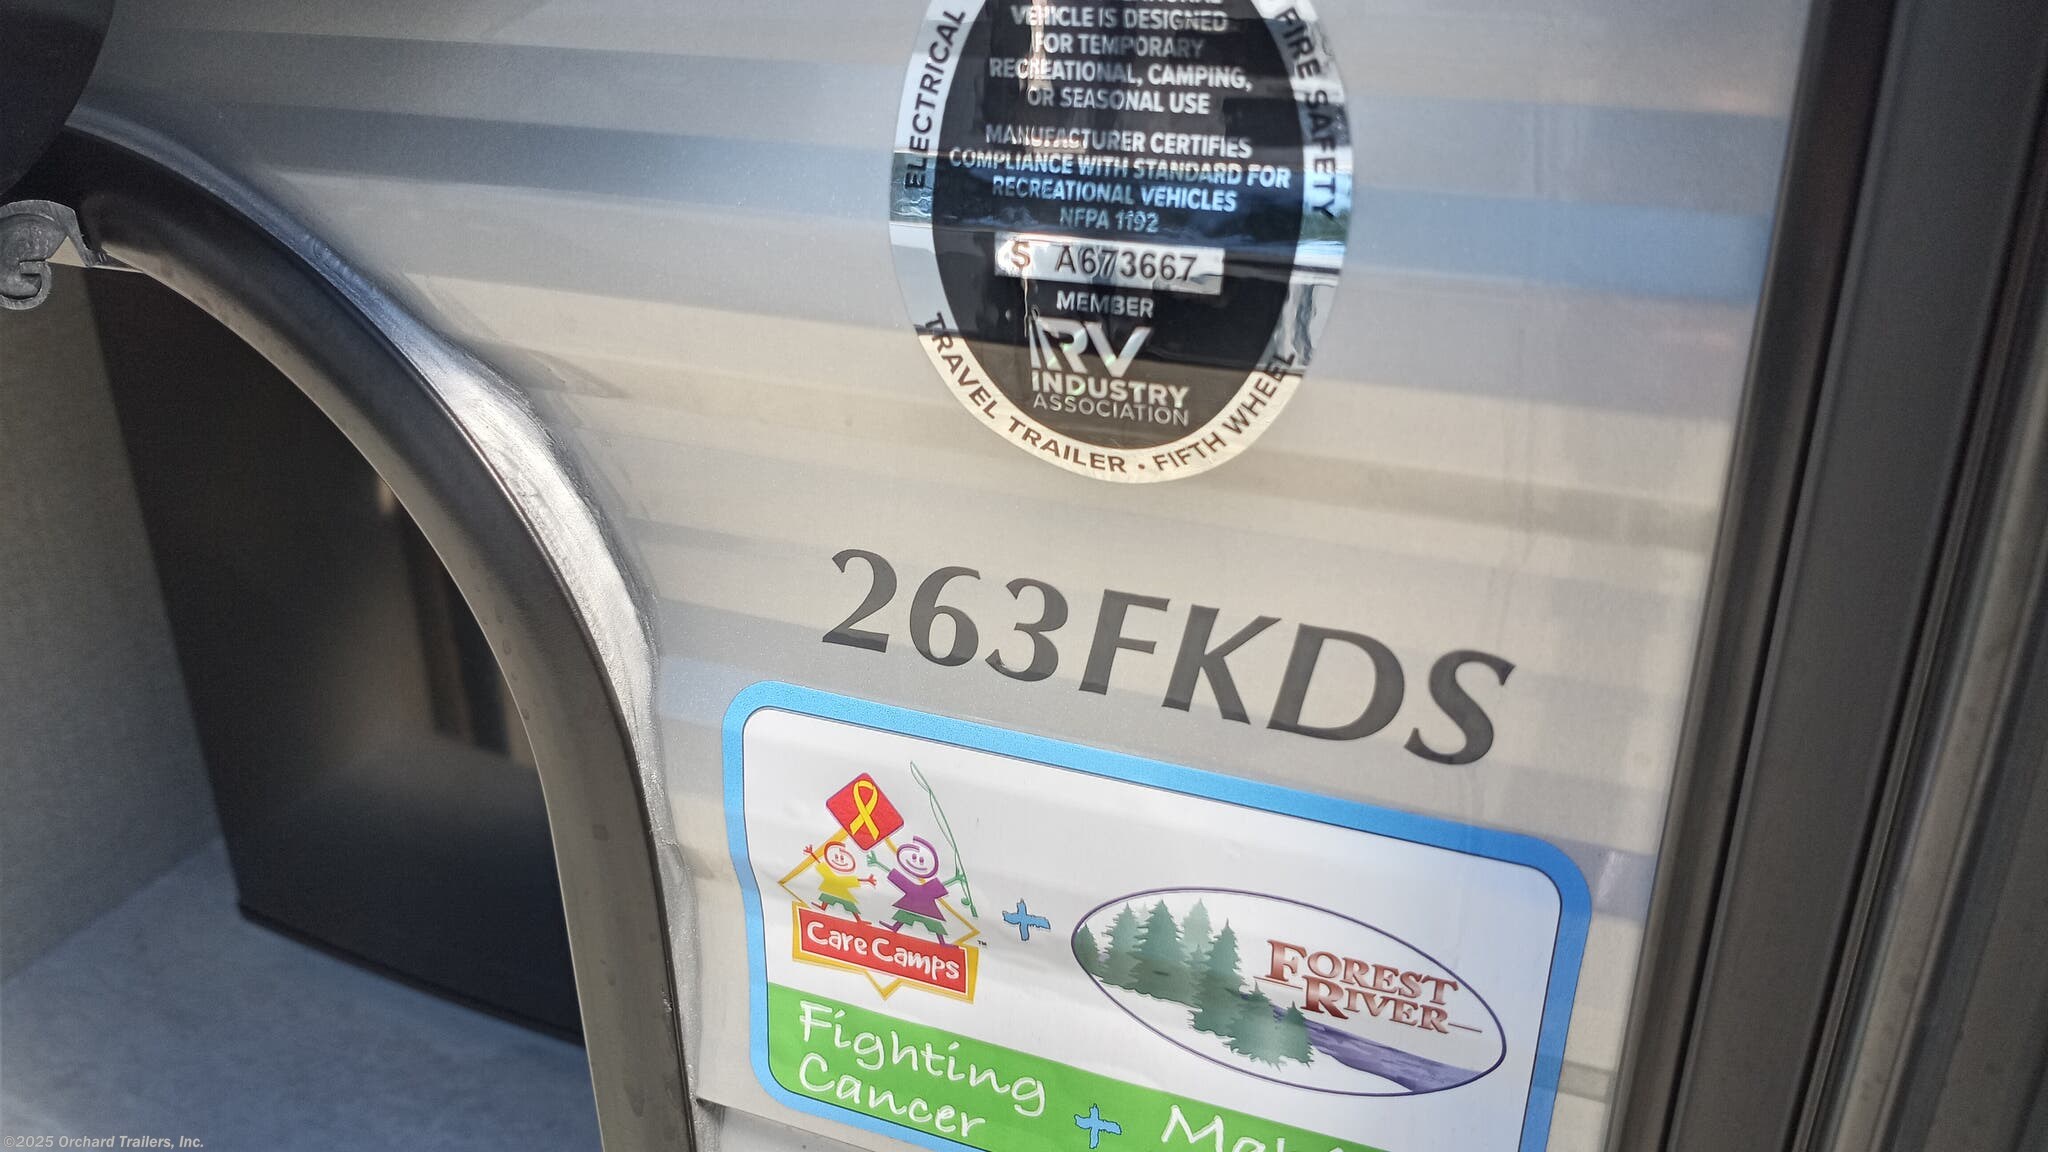 VEHICLE IS DESIGNED
FOR TEMPORARY
RECREATIONAL, CAMPING,
OR SEASONAL USE
MANUFACTURER CERTIFIES
COMPLIANCE WITH STANDARD FOR
RECREATIONAL VEHICLES
NFPA 1192
S A673667
MEMBER
RV
INDUSTRY
ASSOCIATION
ELECTRICAL
FIRE SAFETY
TRAVEL TRAILER • FIFTH WHEEL
263FKDS
Care Camps™
+
FOREST
RIVER
Fighting
Cancer
+
©2025 Orchard Trailers, Inc.